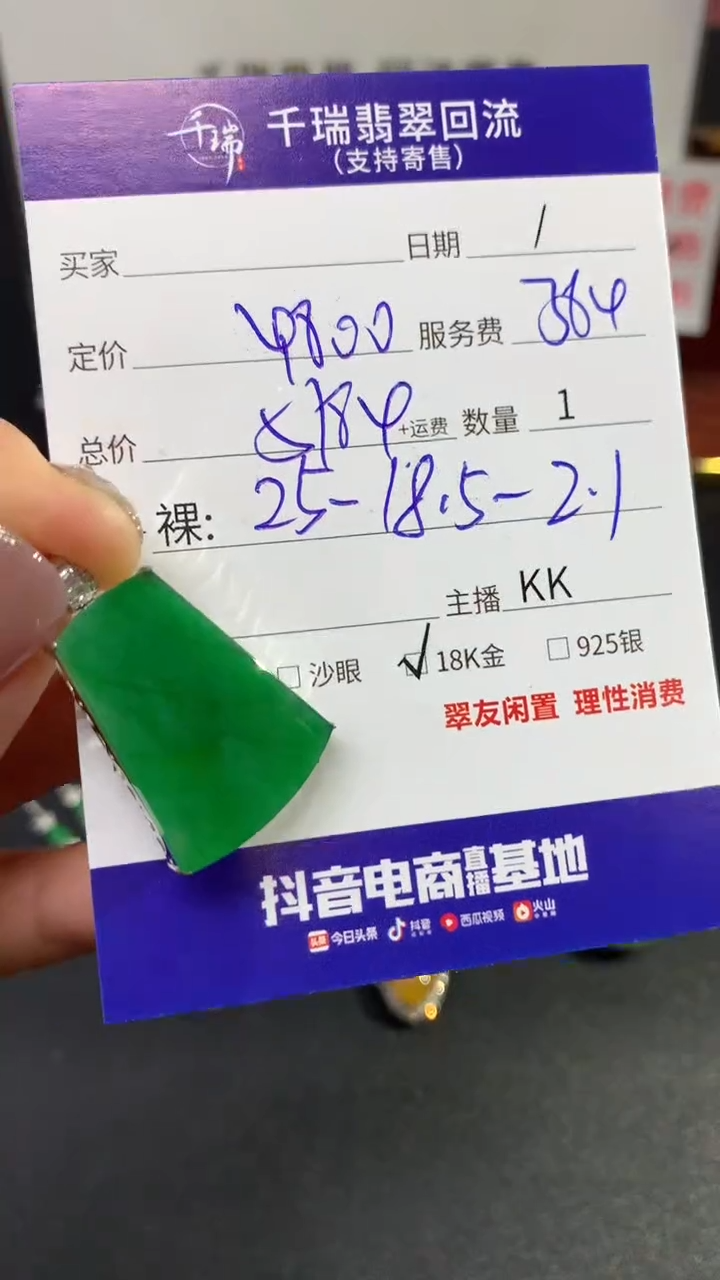 千瑞
千瑞翡翠回流
(支持寄售)
买家 日期 /
定价 4800 服务费 384
总价 5184 +运费 数量 1
裸: 25-18.5-2.1
主播 KK
□ 沙眼 ✓ 18K金 □ 925银
翠友闲置 理性消费
抖音电商直播基地
头条 今日头条 抖音 西瓜视频 火山